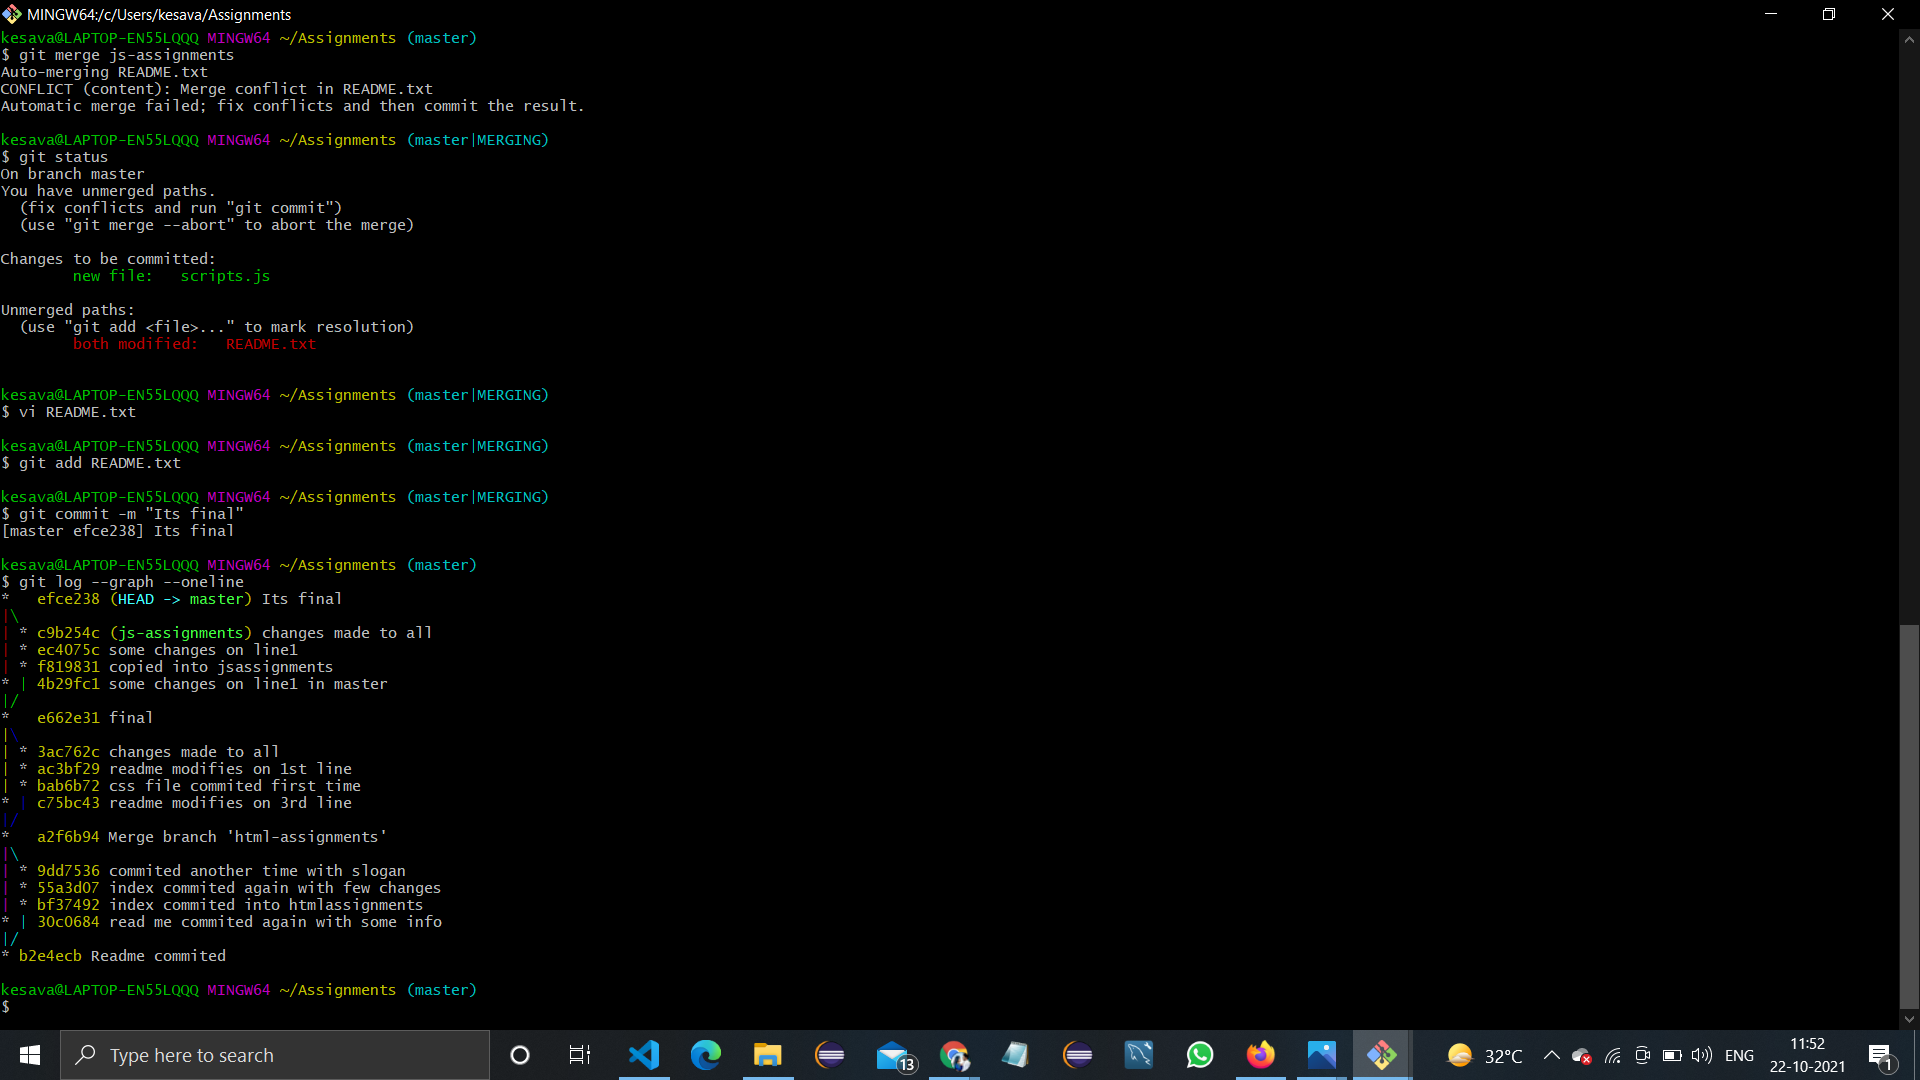 MINGW64:/c/Users/kesava/Assignments
kesava@LAPTOP-EN55LQQQ MINGW64 ~/Assignments (master)
$ git merge js-assignments
Auto-merging README.txt
CONFLICT (content): Merge conflict in README.txt
Automatic merge failed; fix conflicts and then commit the result.
kesava@LAPTOP-EN55LQQQ MINGW64 ~/Assignments (master|MERGING)
$ git status
On branch master
You have unmerged paths.
  (fix conflicts and run "git commit")
  (use "git merge --abort" to abort the merge)
Changes to be committed:
        new file:   scripts.js
Unmerged paths:
  (use "git add <file>..." to mark resolution)
        both modified:   README.txt
kesava@LAPTOP-EN55LQQQ MINGW64 ~/Assignments (master|MERGING)
$ vi README.txt
kesava@LAPTOP-EN55LQQQ MINGW64 ~/Assignments (master|MERGING)
$ git add README.txt
kesava@LAPTOP-EN55LQQQ MINGW64 ~/Assignments (master|MERGING)
$ git commit -m "Its final"
[master efce238] Its final
kesava@LAPTOP-EN55LQQQ MINGW64 ~/Assignments (master)
$ git log --graph --oneline
*   efce238 (HEAD -> master) Its final
|\
| * c9b254c (js-assignments) changes made to all
| * ec4075c some changes on line1
| * f819831 copied into jsassignments
* | 4b29fc1 some changes on line1 in master
|/
*   e662e31 final
|\
| * 3ac762c changes made to all
| * ac3bf29 readme modifies on 1st line
| * bab6b72 css file commited first time
* | c75bc43 readme modifies on 3rd line
|/
*   a2f6b94 Merge branch 'html-assignments'
|\
| * 9dd7536 commited another time with slogan
| * 55a3d07 index commited again with few changes
| * bf37492 index commited into htmlassignments
* | 30c0684 read me commited again with some info
|/
* b2e4ecb Readme commited
kesava@LAPTOP-EN55LQQQ MINGW64 ~/Assignments (master)
$
Type here to search
13
32°C
ENG
11:52
22-10-2021
1